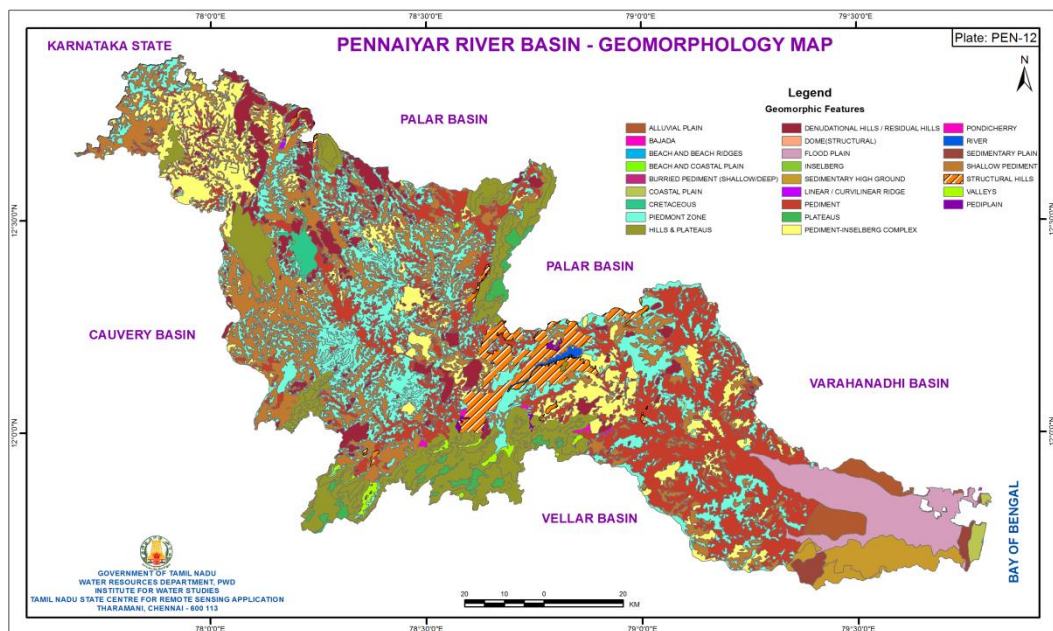 78°0'0"E
78°30'0"E
79°0'0"E
79°30'0"E
KARNATAKA STATE
PENNAIYAR RIVER BASIN - GEOMORPHOLOGY MAP
Plate: PEN-12
N
PALAR BASIN
Legend
Geomorphic Features
ALLUVIAL PLAIN
BAJADA
BEACH AND BEACH RIDGES
BEACH AND COASTAL PLAIN
BURRIED PEDIMENT (SHALLOW/DEEP)
COASTAL PLAIN
CRETACEOUS
PIEDMONT ZONE
HILLS & PLATEAUS
DENUDATIONAL HILLS / RESIDUAL HILLS
DOME(STRUCTURAL)
FLOOD PLAIN
INSELBERG
SEDIMENTARY HIGH GROUND
LINEAR / CURVILINEAR RIDGE
PEDIMENT
PLATEAUS
PEDIMENT-INSELBERG COMPLEX
PONDICHERRY
RIVER
SEDIMENTARY PLAIN
SHALLOW PEDIMENT
STRUCTURAL HILLS
VALLEYS
PEDIPLAIN
12°30'0"N
12°30'0"N
PALAR BASIN
CAUVERY BASIN
VARAHANADHI BASIN
12°0'0"N
12°0'0"N
VELLAR BASIN
BAY OF BENGAL
GOVERNMENT OF TAMIL NADU
WATER RESOURCES DEPARTMENT, PWD
INSTITUTE FOR WATER STUDIES
TAMIL NADU STATE CENTRE FOR REMOTE SENSING APPLICATION
THARAMANI, CHENNAI - 600 113
20 10 0 20
KM
78°0'0"E
78°30'0"E
79°0'0"E
79°30'0"E